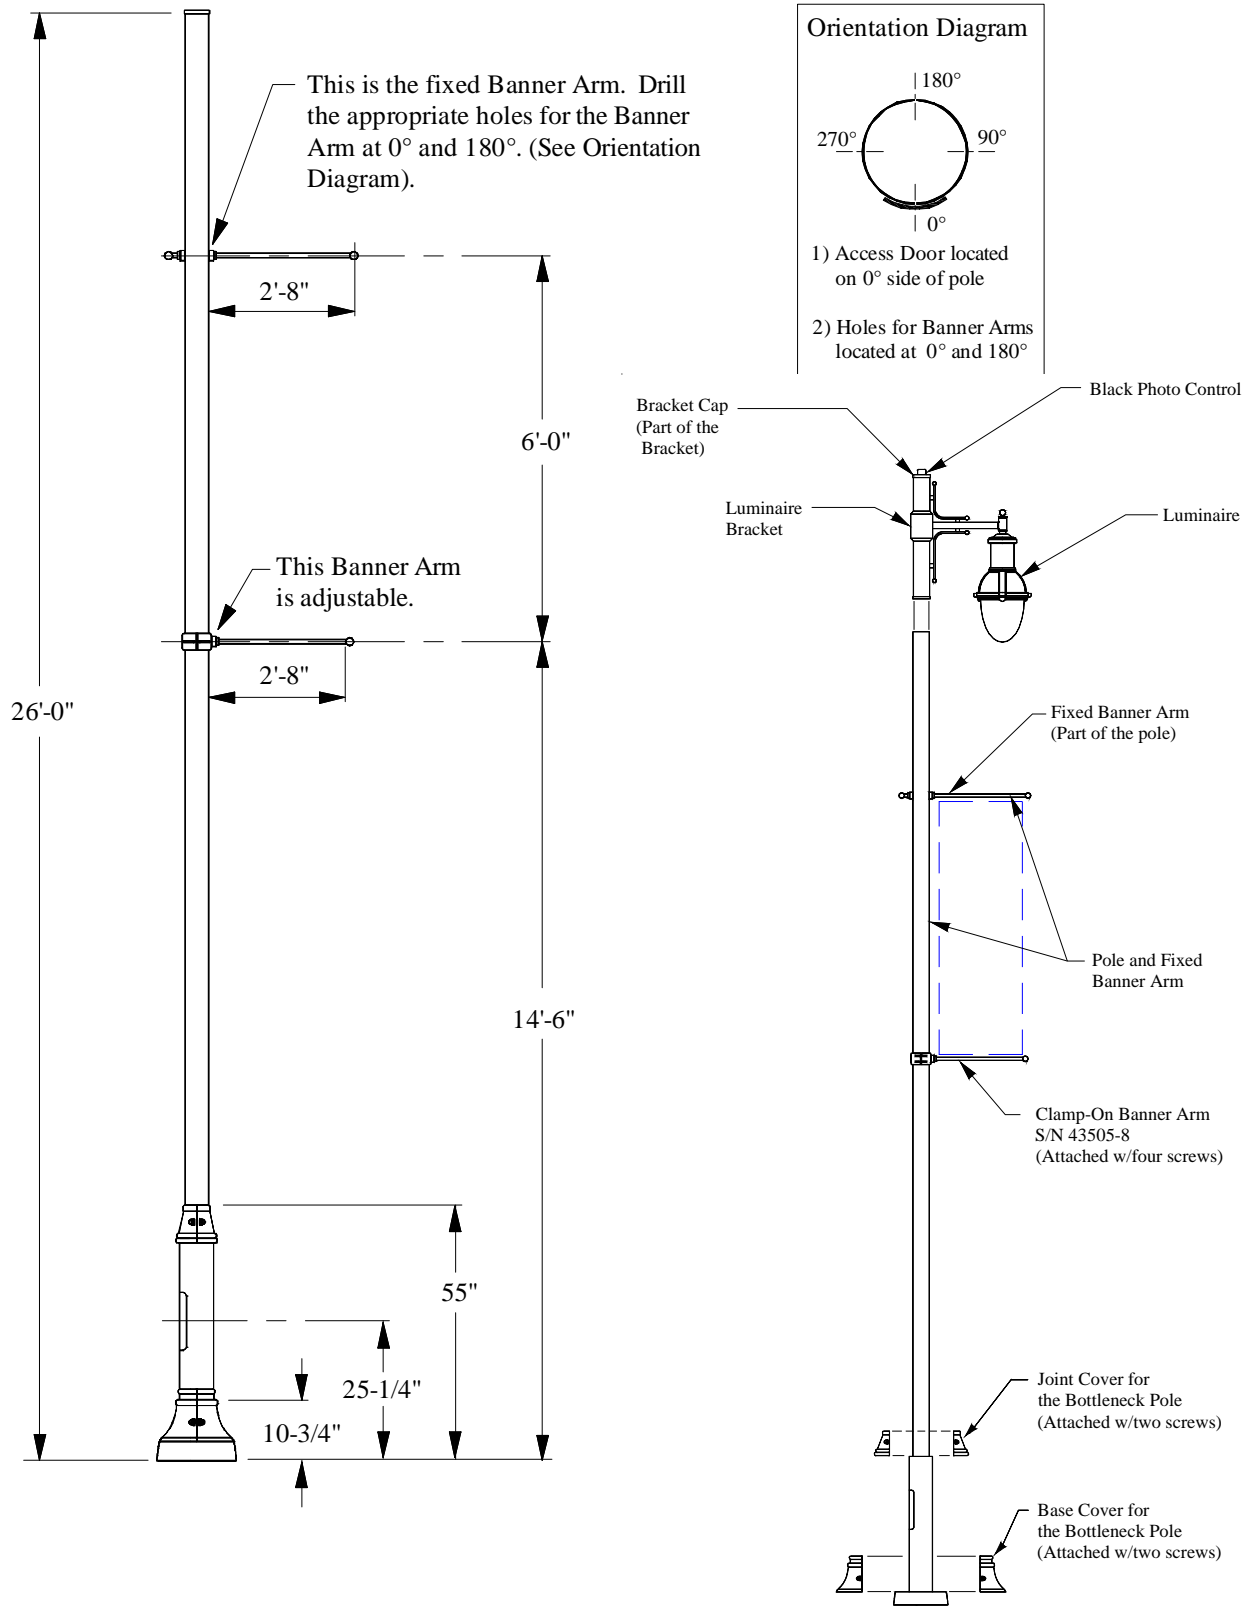 This is the fixed Banner Arm.  Drill
the appropriate holes for the Banner
Arm at 0° and 180°. (See Orientation
Diagram).
2'-8"
6'-0"
This Banner Arm
is adjustable.
2'-8"
26'-0"
14'-6"
55"
25-1/4"
10-3/4"
Orientation Diagram
180°
270°
90°
0°
1) Access Door located
on 0° side of pole
2) Holes for Banner Arms
located at  0° and 180°
Black Photo Control
Bracket Cap
(Part of the
Bracket)
Luminaire
Bracket
Luminaire
Fixed Banner Arm
(Part of the pole)
Pole and Fixed
Banner Arm
Clamp-On Banner Arm
S/N 43505-8
(Attached w/four screws)
Joint Cover for
the Bottleneck Pole
(Attached w/two screws)
Base Cover for
the Bottleneck Pole
(Attached w/two screws)